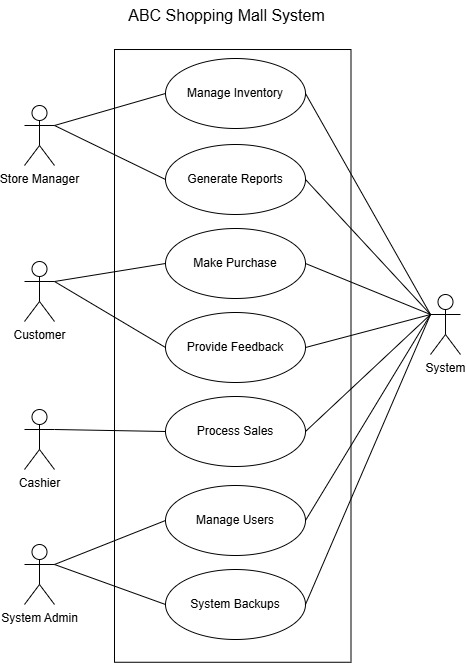 ABC Shopping Mall System
Manage Inventory
Store Manager
Generate Reports
Make Purchase
Customer
Provide Feedback
System
Process Sales
Cashier
Manage Users
System Admin
System Backups